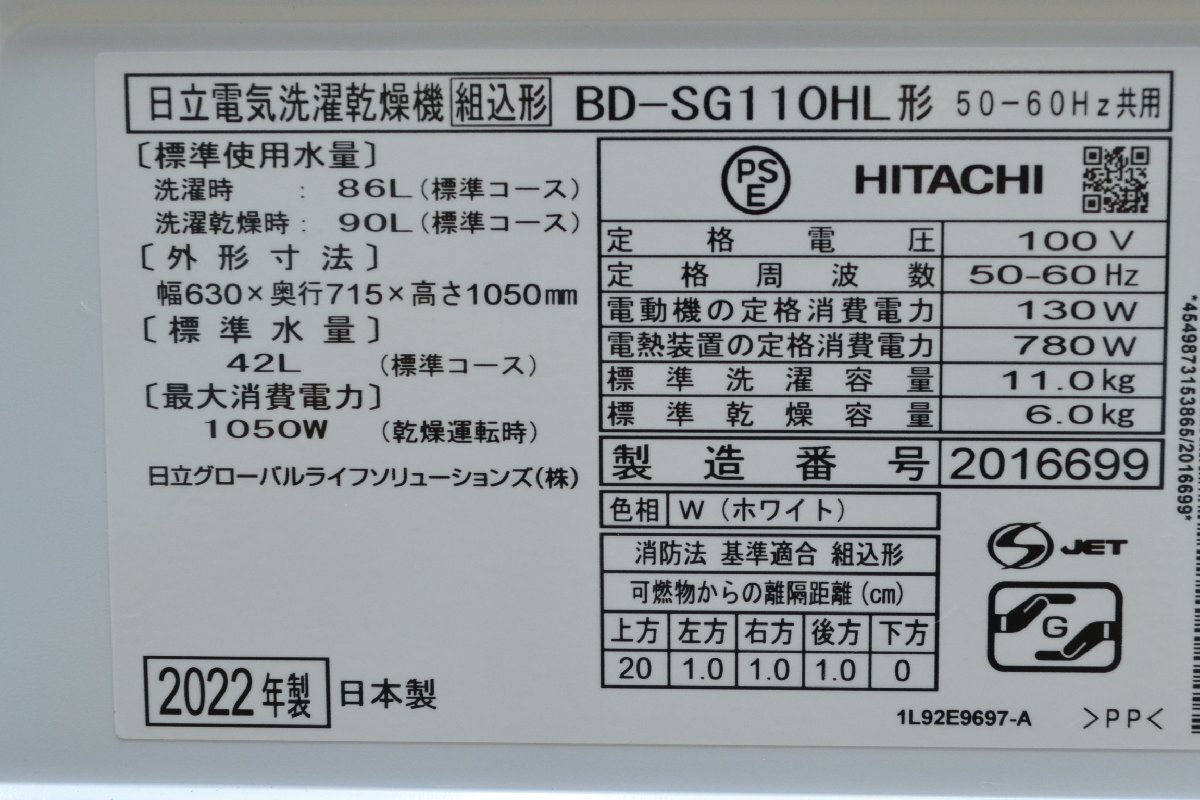 日立電気洗濯乾燥機 組込形 BD-SG110HL形 50-60Hz共用
〔標準使用水量〕
洗濯時 : 86L(標準コース)
洗濯乾燥時: 90L(標準コース)
〔外形寸法〕
幅630×奥行715×高さ1050mm
〔標準水量〕
42L (標準コース)
〔最大消費電力〕
1050W (乾燥運転時)
日立グローバルライフソリューションズ(株)
2022年製 日本製
PSE HITACHI
定格電圧 100V
定格周波数 50-60Hz
電動機の定格消費電力 130W
電熱装置の定格消費電力 780W
標準洗濯容量 11.0kg
標準乾燥容量 6.0kg
製造番号 2016699
色相 W(ホワイト)
消防法 基準適合 組込形
可燃物からの離隔距離(cm)
上方 左方 右方 後方 下方
20 1.0 1.0 1.0 0
S JET
G
1L92E9697-A >PP<
4549873153865/2016699*